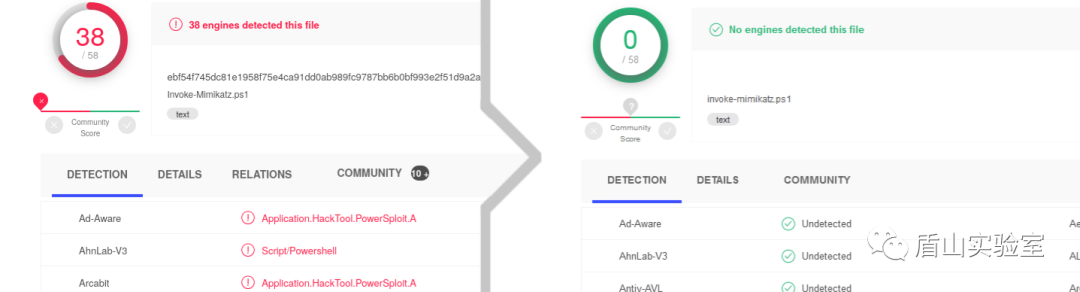 38
/ 58
38 engines detected this file
ebf54f745dc81e1958f75e4ca91dd0ab989fc9787bb6b0bf993e2f51d9a2a
Invoke-Mimikatz.ps1
text
Community
Score
DETECTION DETAILS RELATIONS COMMUNITY 10 +
Ad-Aware Application.HackTool.PowerSploit.A
AhnLab-V3 Script/Powershell
Arcabit Application.HackTool.PowerSploit.A
0
/ 58
No engines detected this file
invoke-mimikatz.ps1
text
?
Community
Score
DETECTION DETAILS COMMUNITY
Ad-Aware Undetected Ae
AhnLab-V3 Undetected AL
Antiy-AVL Undetected Ar
盾山实验室